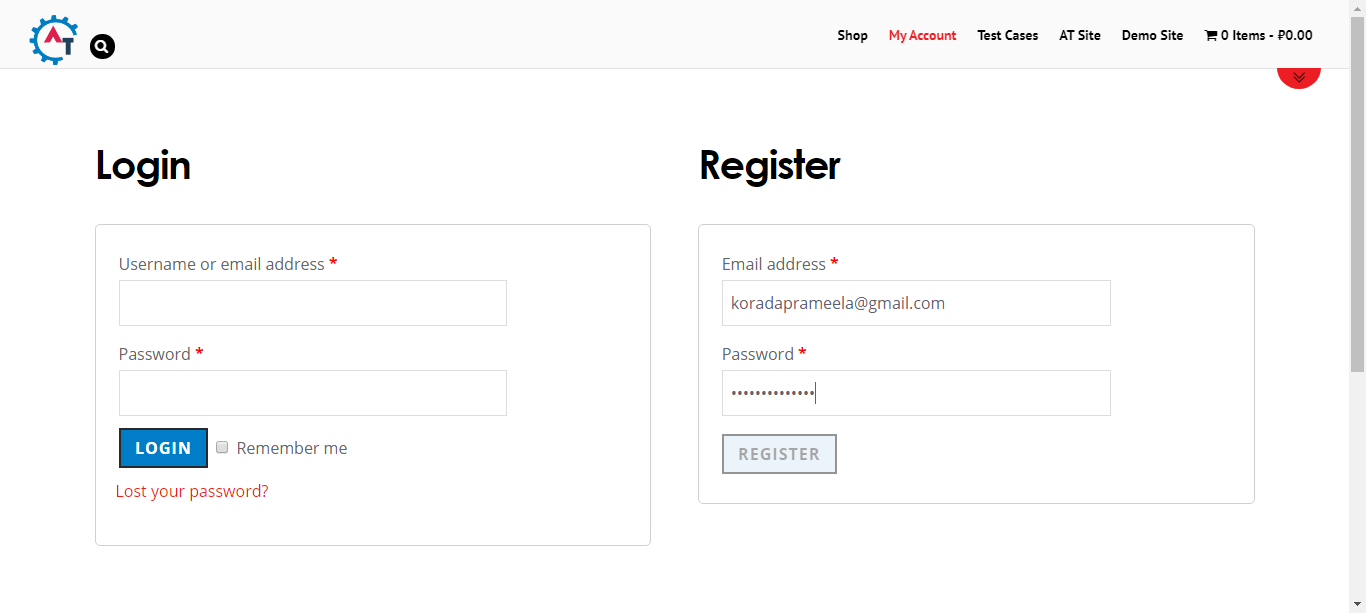 AT
Shop My Account Test Cases AT Site Demo Site 0 Items - ₽0.00
Login
Username or email address *
Password *
LOGIN Remember me
Lost your password?
Register
Email address *
koradaprameela@gmail.com
Password *
••••••••••••••
REGISTER